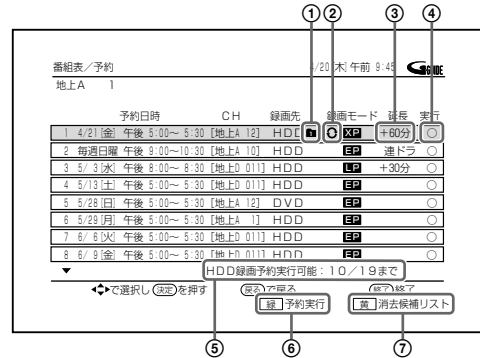 ① ② ③ ④
番組表／予約 4/20[木]午前 9:45 GGUIDE
地上A 1
予約日時 CH 録画先 録画モード 延長 実行
1 4/21[金] 午後 5:00～ 5:30 [地上A 12] HDD XP +60分 ○
2 毎週日曜 午後 9:00～10:30 [地上A 10] HDD EP 連ドラ ○
3 5/ 3[水] 午後 8:00～ 8:30 [地上D 011] HDD LP +30分 ○
4 5/13[土] 午後 5:00～ 5:30 [地上D 011] HDD EP ○
5 5/28[日] 午後 5:00～ 5:30 [地上A 12] DVD EP ○
6 5/29[月] 午後 5:00～ 5:30 [地上A 1] HDD EP ○
7 6/ 6[火] 午後 5:00～ 5:30 [地上D 011] HDD EP ○
8 6/ 9[金] 午後 5:00～ 5:30 [地上D 011] HDD EP ○
HDD録画予約実行可能：10／19まで
で選択し 決定 を押す 戻る で戻る 終了 終了
緑 予約実行 黄 消去候補リスト
⑤ ⑥ ⑦